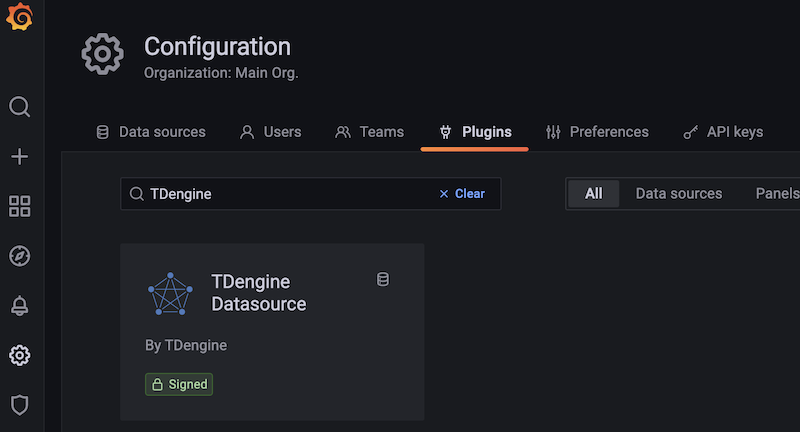 Configuration
Organization: Main Org.
Data sources Users Teams Plugins Preferences API keys
TDengine Clear All Data sources Panels
TDengine
Datasource
By TDengine
Signed